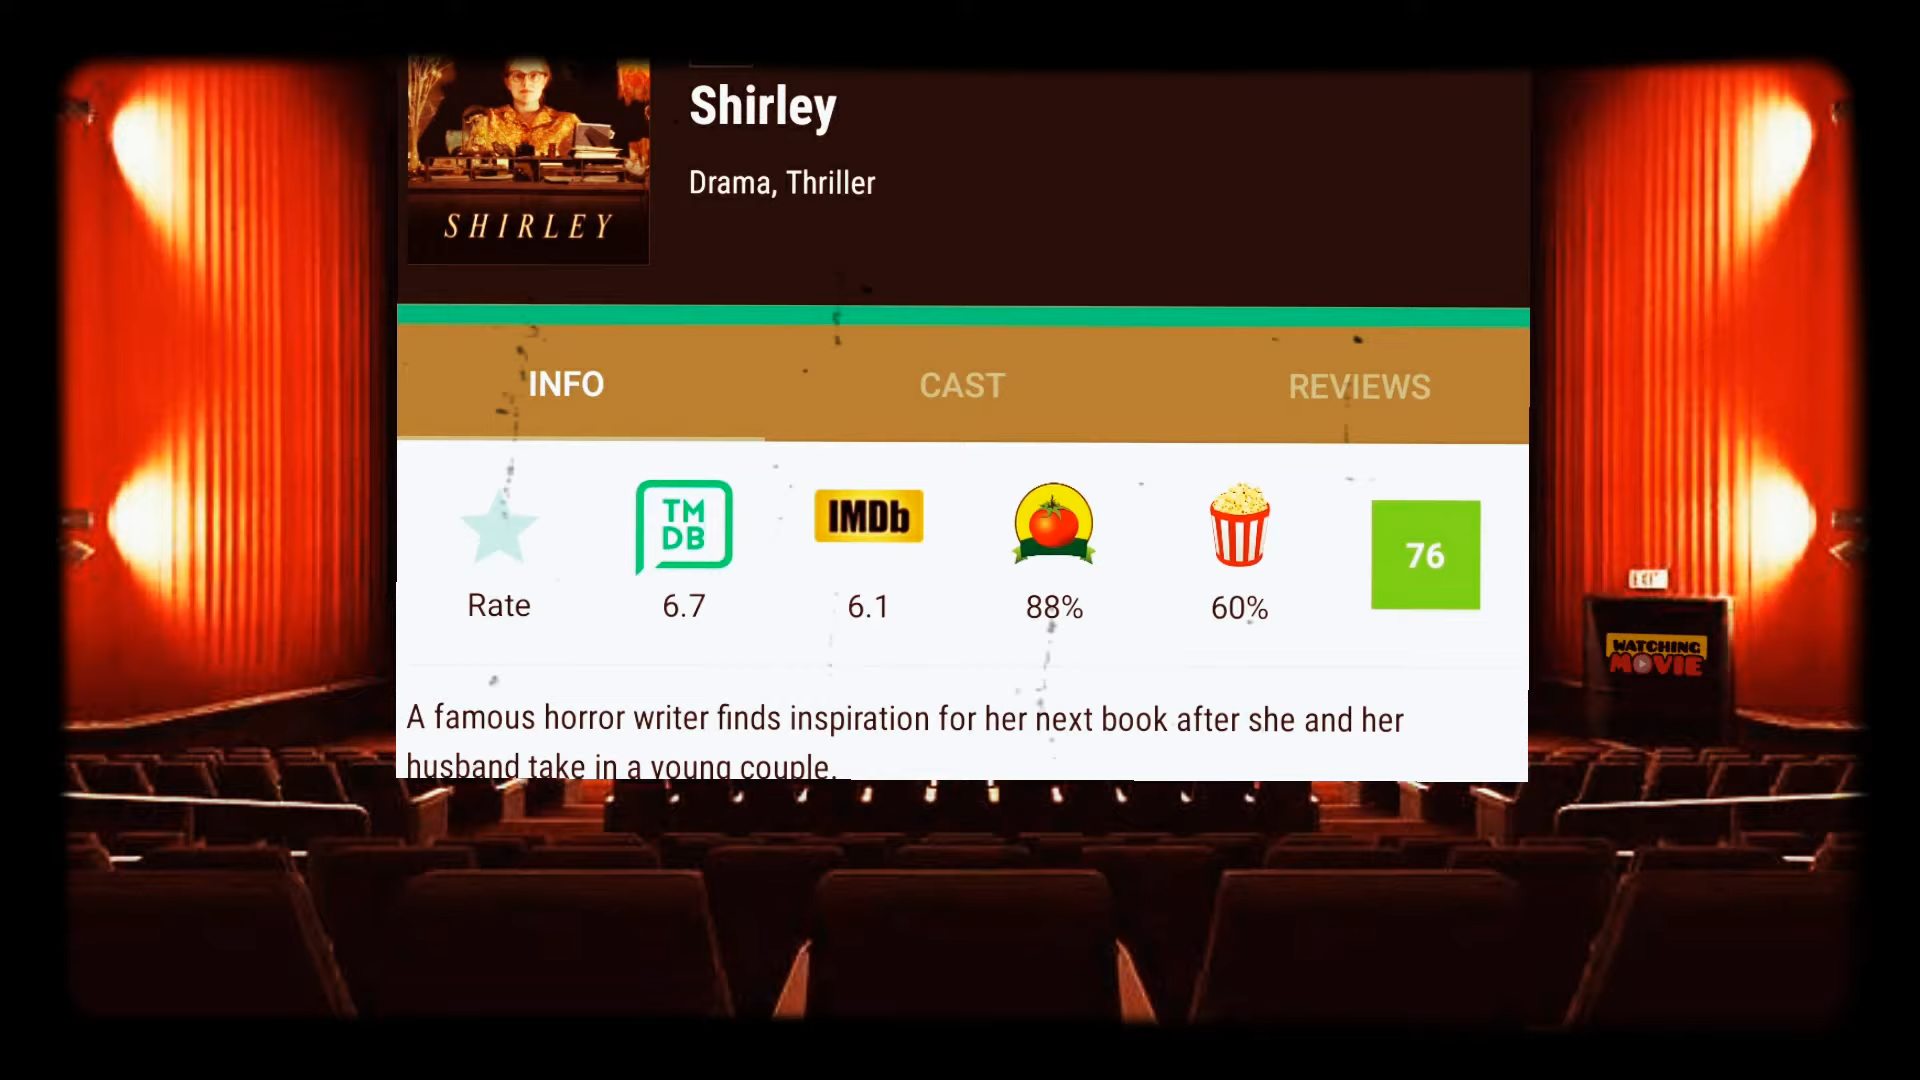 Shirley
Drama, Thriller
SHIRLEY
INFO
CAST
REVIEWS
TM
DB
IMDb
76
Rate
6.7
6.1
88%
60%
EXIT
WATCHING
MOVIE
A famous horror writer finds inspiration for her next book after she and her
husband take in a young couple.